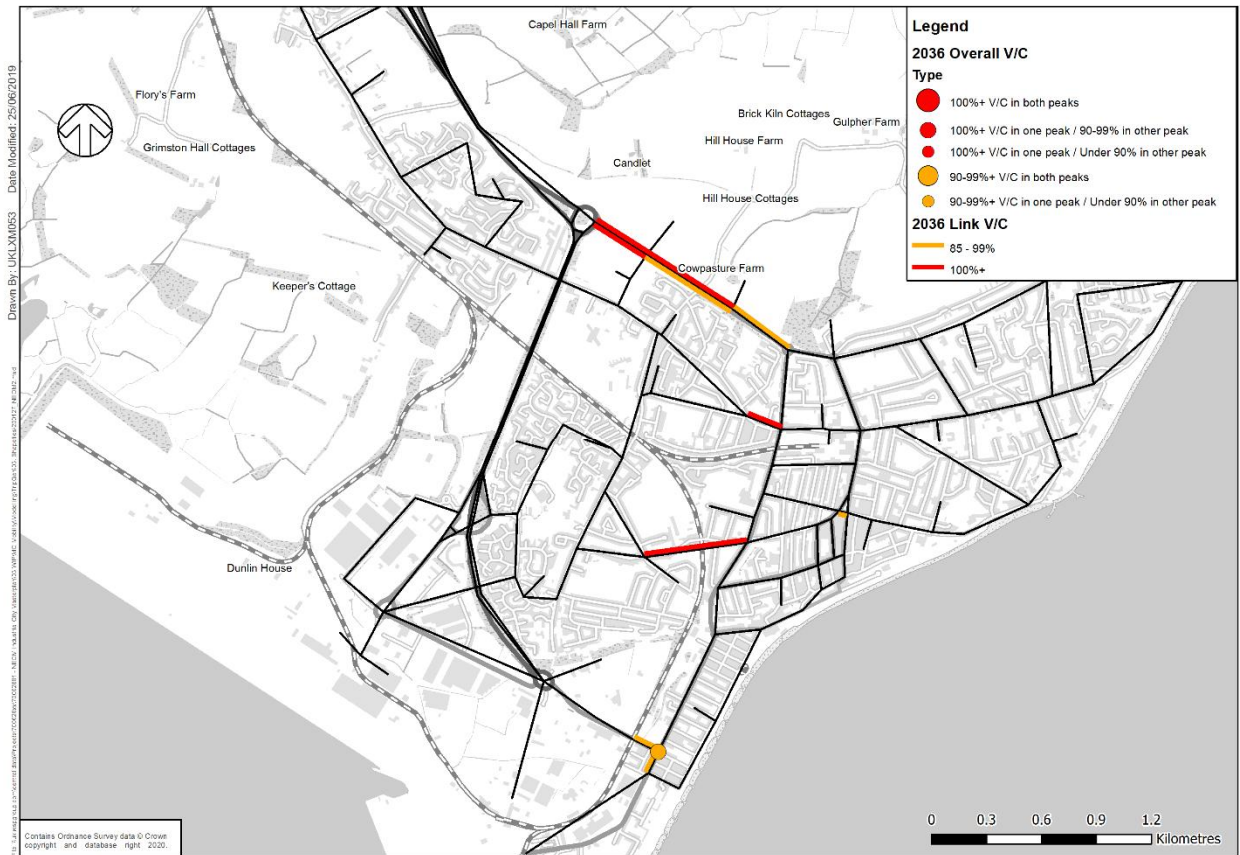 Legend
2036 Overall V/C
Type
100%+ V/C in both peaks
100%+ V/C in one peak / 90-99% in other peak
100%+ V/C in one peak / Under 90% in other peak
90-99%+ V/C in both peaks
90-99%+ V/C in one peak / Under 90% in other peak
2036 Link V/C
85 - 99%
100%+
Capel Hall Farm
Flory's Farm
Grimston Hall Cottages
Brick Kiln Cottages
Gulpher Farm
Hill House Farm
Candlet
Hill House Cottages
Cowpasture Farm
Keeper's Cottage
Dunlin House
Drawn By: UKLXM053 Date Modified: 25/06/2019
Contains Ordnance Survey data © Crown
copyright and database right 2020.
0 0.3 0.6 0.9 1.2
Kilometres